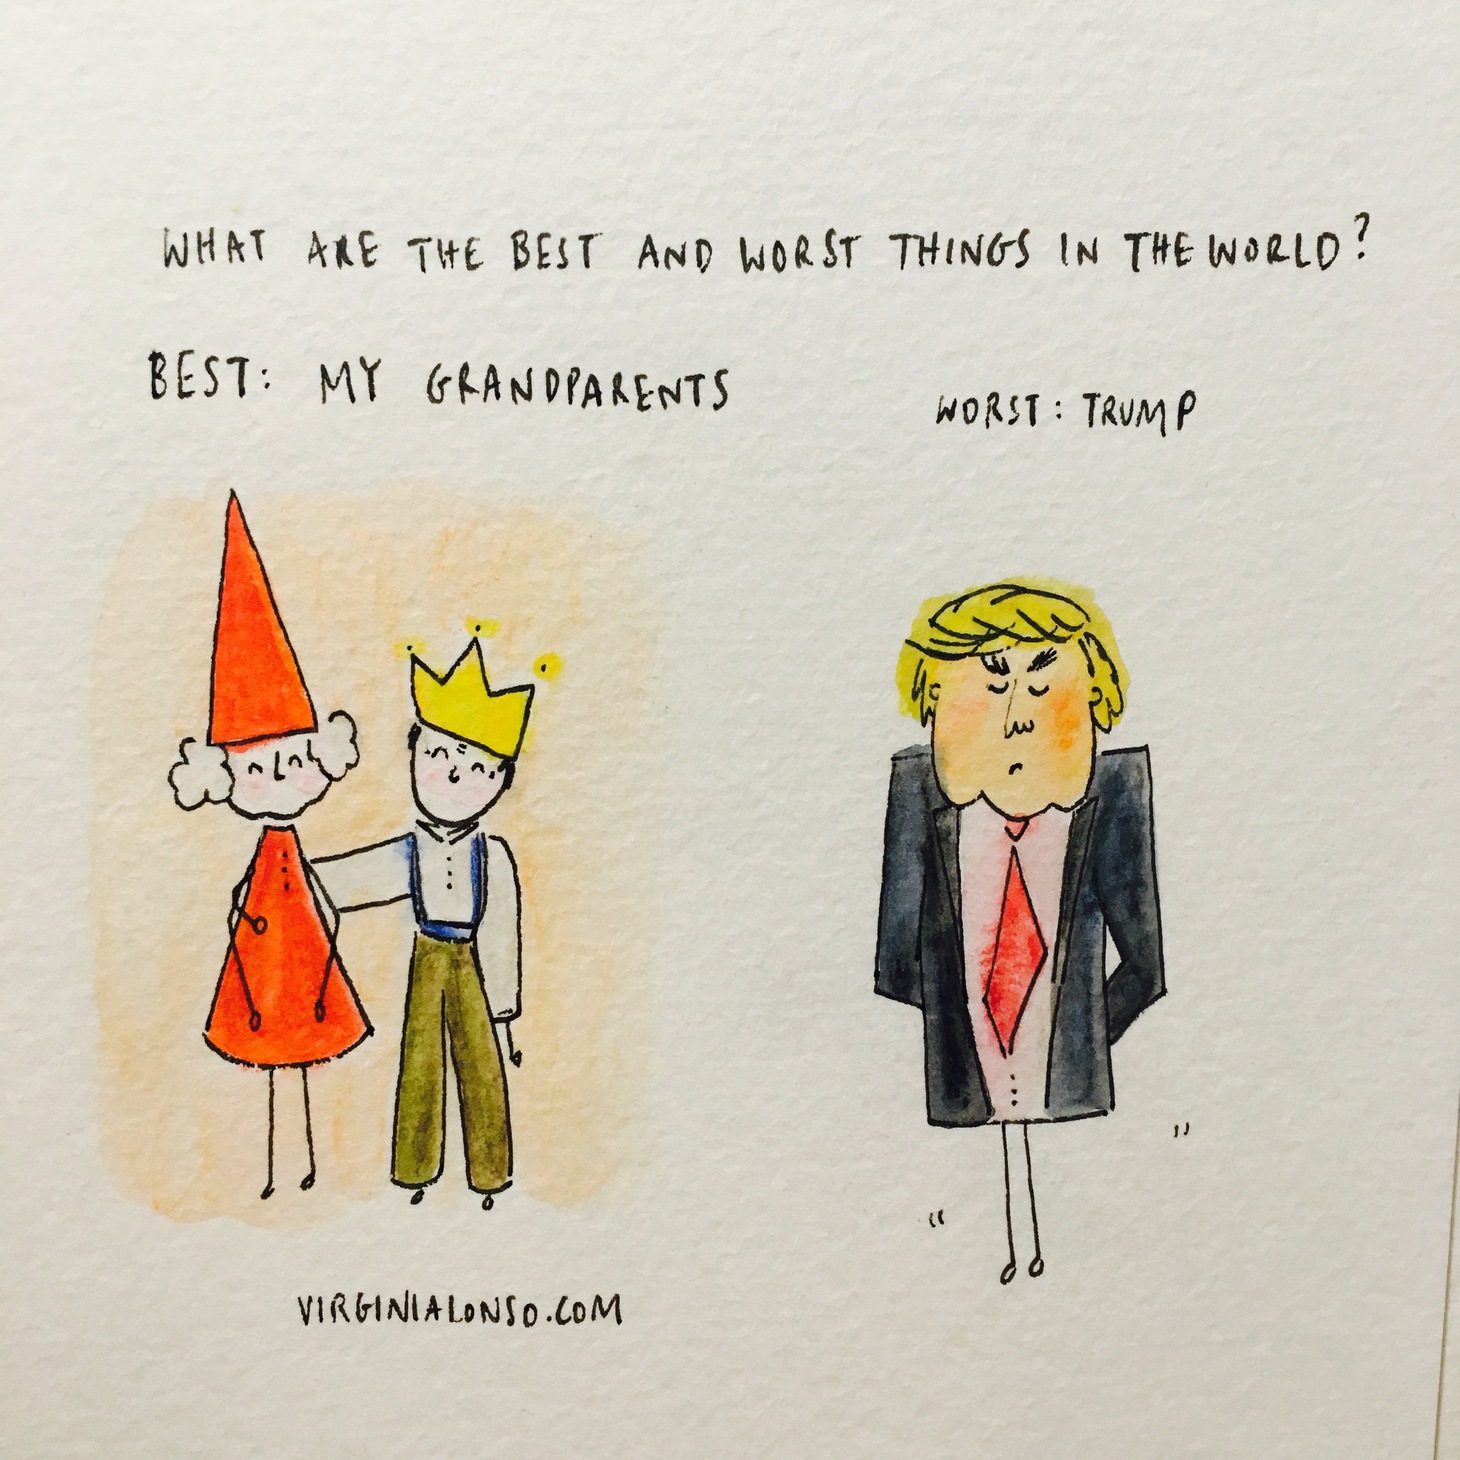 WHAT ARE THE BEST AND WORST THINGS IN THE WORLD?
BEST: MY GRANDPARENTS
WORST: TRUMP
VIRGINIALONSO.COM